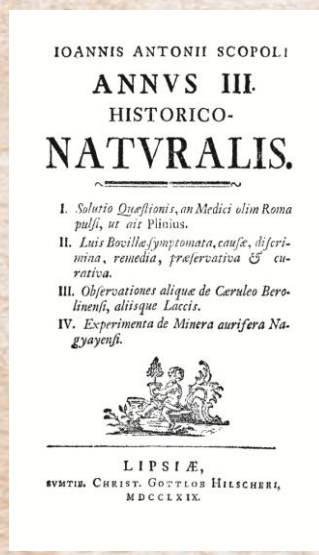 IOANNIS ANTONII SCOPOLI
ANNVS III.
HISTORICO-
NATVRALIS.
I. Solutio Quæſtionis, an Medici olim Roma
pulſi, ut ait Plinius.
II. Luis Bovillæ ſymptomata, cauſæ, diſcri-
mina, remedia, præſervativa & cu-
rativa.
III. Obſervationes aliquæ de Cæruleo Bero-
linenſi, aliisque Laccis.
IV. Experimenta de Minera aurifera Na-
gyayenſi.
LIPSIÆ,
SVMTIB. CHRIST. GOTTLOB HILSCHERI,
MDCCLXIX.